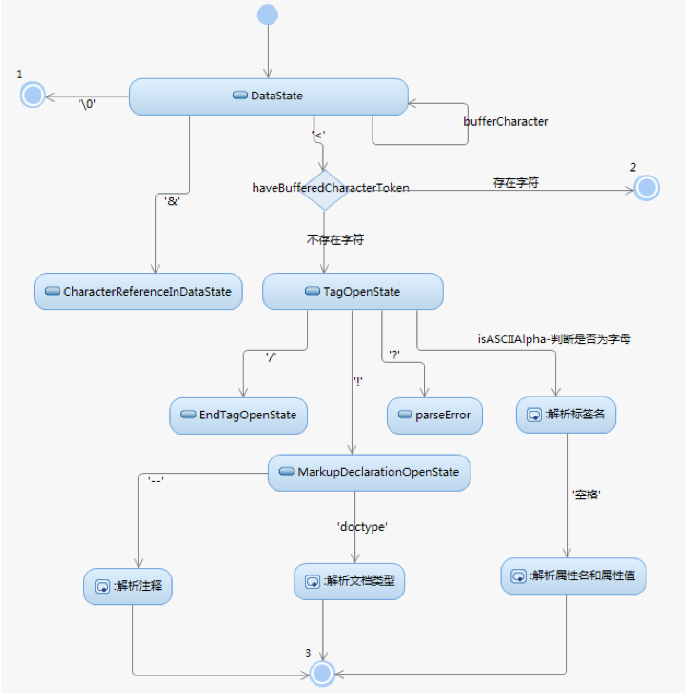 1
DataState
'\0'
bufferCharacter
'<'
2
haveBufferedCharacterToken
存在字符
'&'
不存在字符
CharacterReferenceInDataState
TagOpenState
isASCIIAlpha-判断是否为字母
'/'
'!'
'?'
EndTagOpenState
parseError
:解析标签名
MarkupDeclarationOpenState
'--'
'空格'
'doctype'
:解析注释
:解析文档类型
:解析属性名和属性值
3